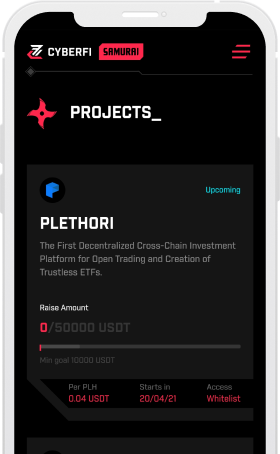 CYBERFI SAMURAI
PROJECTS_
Upcoming
PLETHORI
The First Decentralized Cross-Chain Investment
Platform for Open Trading and Creation of
Trustless ETFs.
Raise Amount
0/50000 USDT
Min goal 10000 USDT
Per PLH Starts in Access
0.04 USDT 20/04/21 Whitelist